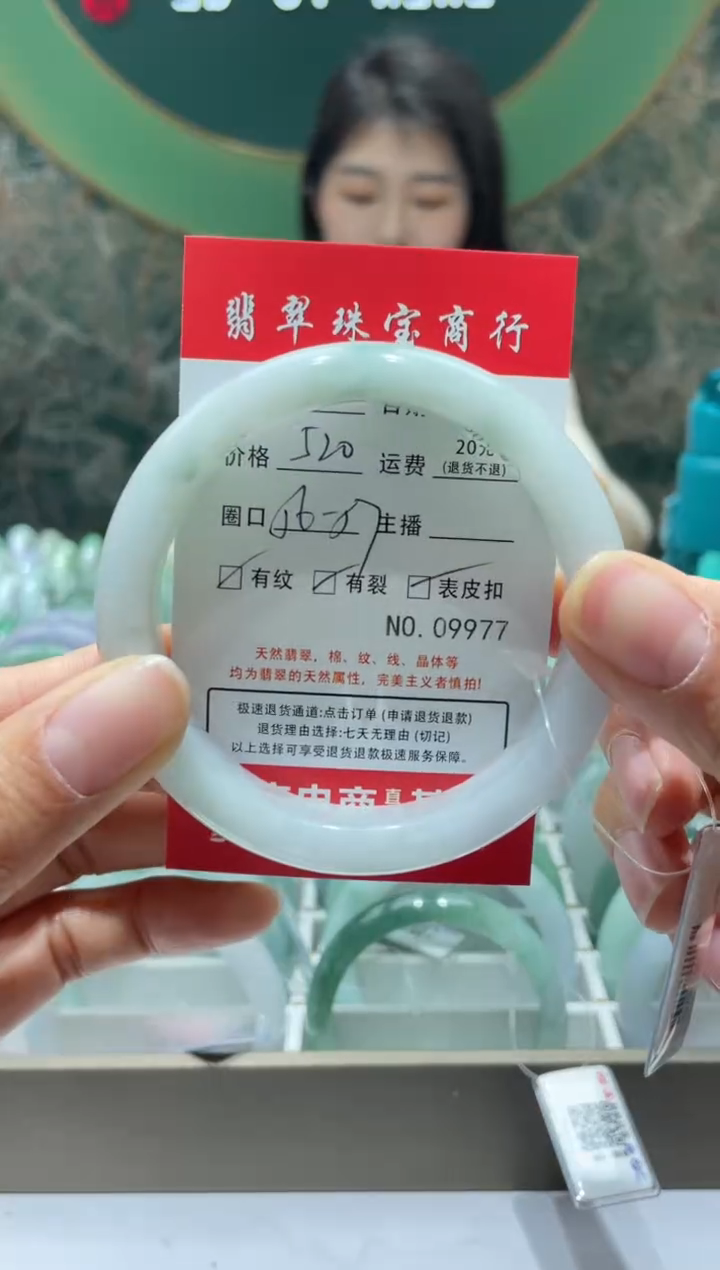 翡翠珠宝商行
价格 520 运费 20元
(退货不退)
圈口 56-57 主播
有纹 有裂 表皮扣
NO.09977
天然翡翠，棉、纹、线、晶体等
均为翡翠的天然属性，完美主义者慎拍!
极速退货通道:点击订单(申请退货退款)
退货理由选择:七天无理由(切记)
以上选择可享受退货退款极速服务保障。
电商